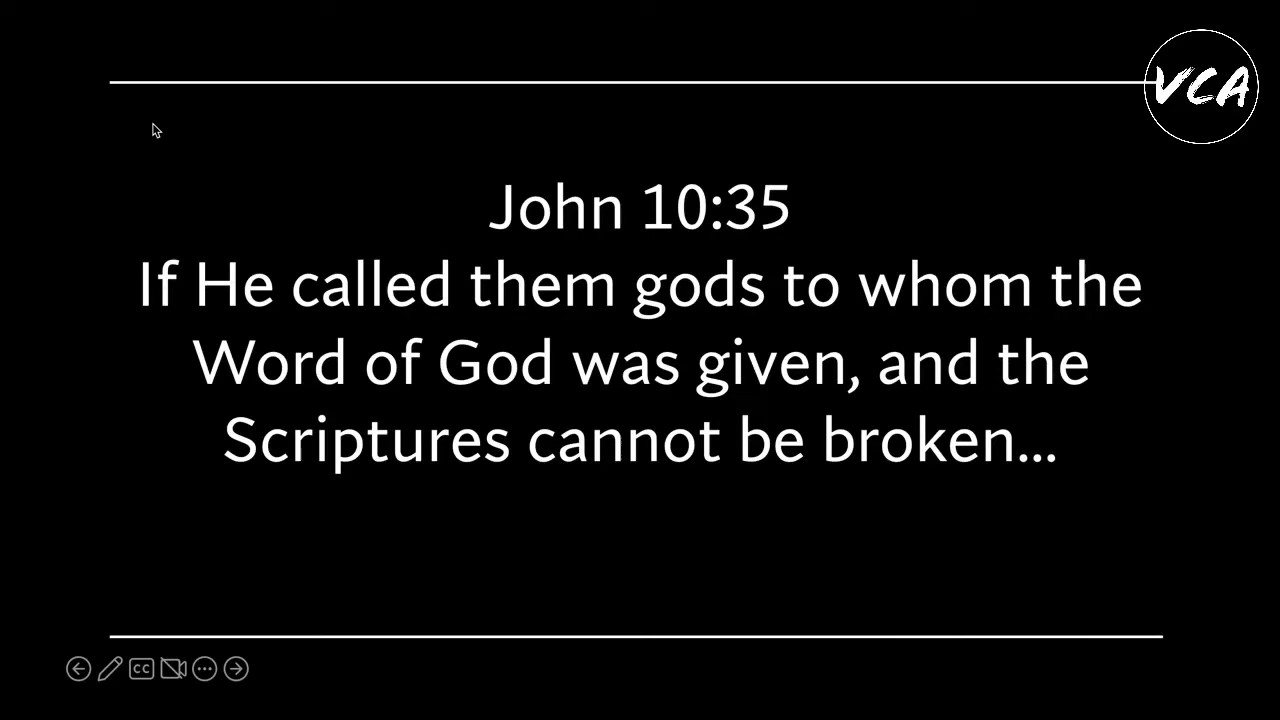 VCA
John 10:35
If He called them gods to whom the
Word of God was given, and the
Scriptures cannot be broken...
CC